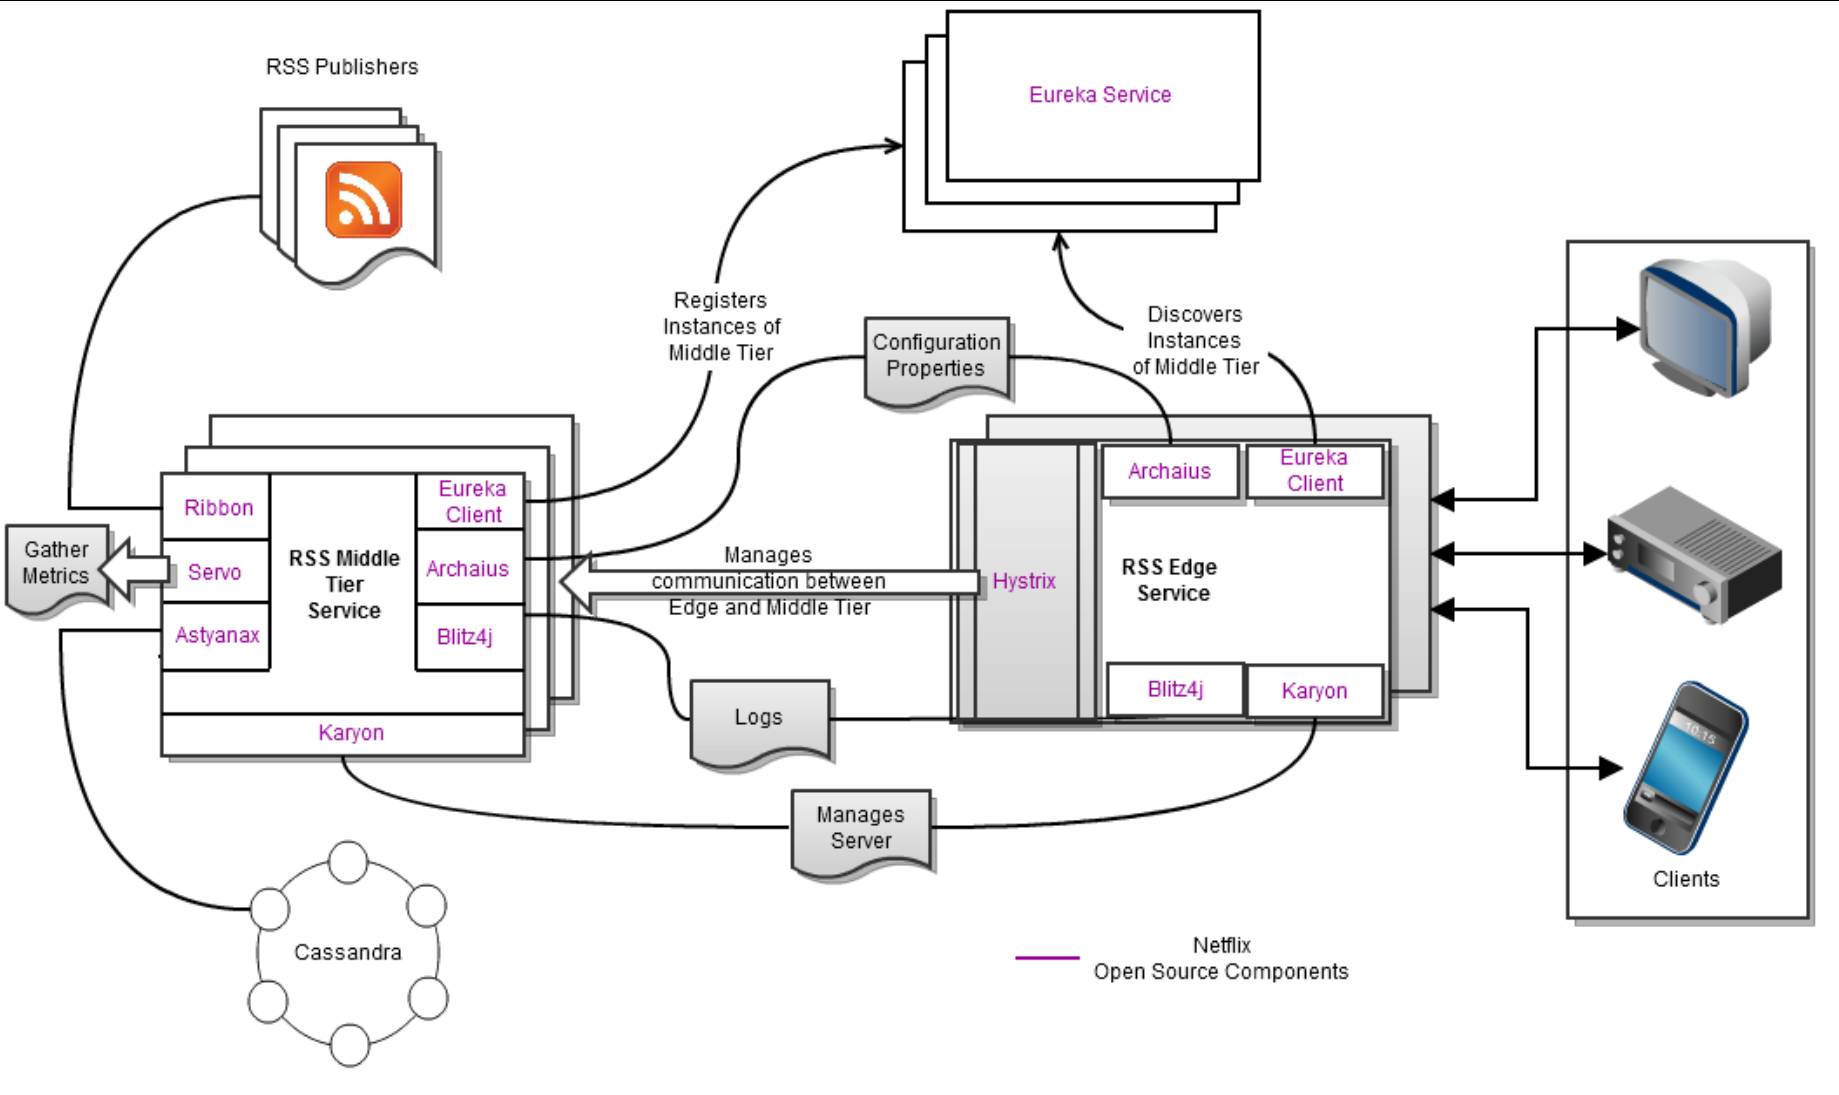 RSS Publishers
Eureka Service
Registers
Instances of
Middle Tier
Configuration
Properties
Discovers
Instances
of Middle Tier
Ribbon
Servo
Astyanax
RSS Middle
Tier
Service
Eureka
Client
Archaius
Blitz4j
Karyon
Gather
Metrics
Manages
communication between
Edge and Middle Tier
Hystrix
Archaius
Eureka
Client
RSS Edge
Service
Blitz4j
Karyon
Logs
Manages
Server
Cassandra
10:15
Clients
Netflix
Open Source Components